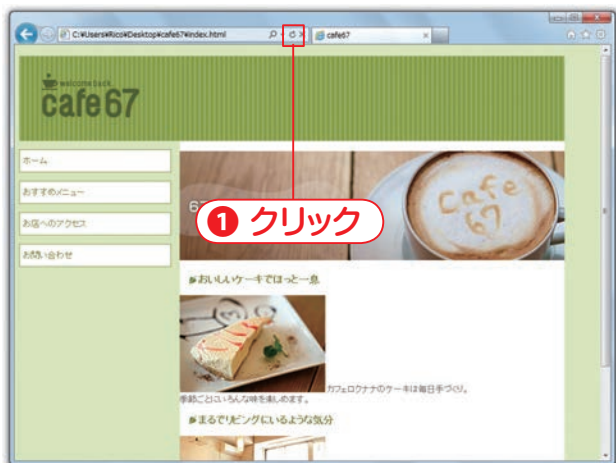 C:¥Users¥Rico¥Desktop¥cafe67¥index.html
cafe67
welcome back
cafe 67
ホーム
おすすめメニュー
お店へのアクセス
お問い合わせ
67
Cafe
67
❶ クリック
おいしいケーキでほっと一息
カフェロクナナのケーキは毎日手づくり。
季節ごとにいろんな味を楽しめます。
まるでリビングにいるような気分